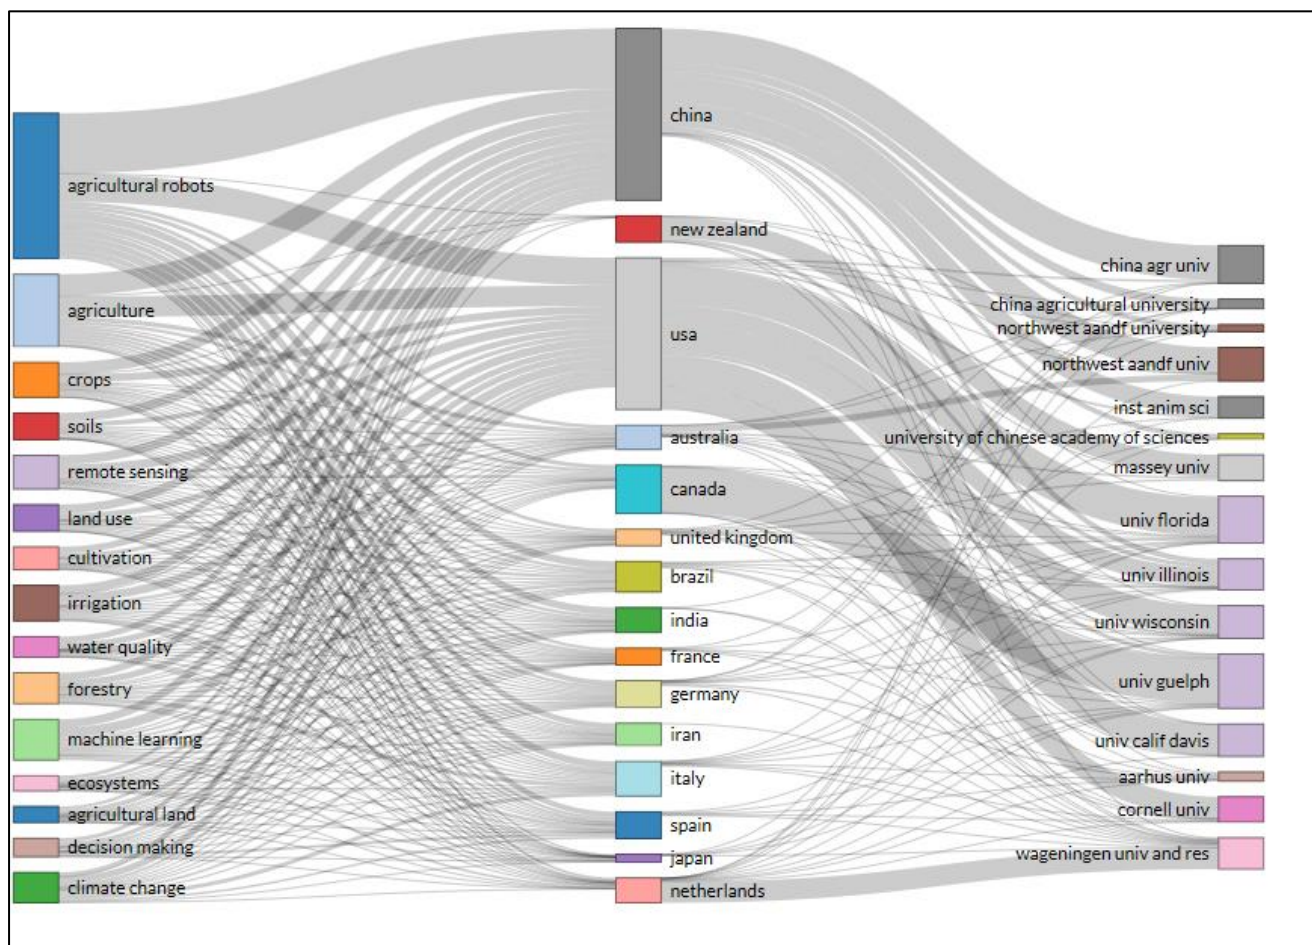 agricultural robots
agriculture
crops
soils
remote sensing
land use
cultivation
irrigation
water quality
forestry
machine learning
ecosystems
agricultural land
decision making
climate change
china
new zealand
usa
australia
canada
united kingdom
brazil
india
france
germany
iran
italy
spain
japan
netherlands
china agr univ
china agricultural university
northwest aandf university
northwest aandf univ
inst anim sci
university of chinese academy of sciences
massey univ
univ florida
univ illinois
univ wisconsin
univ guelph
univ calif davis
aarhus univ
cornell univ
wageningen univ and res